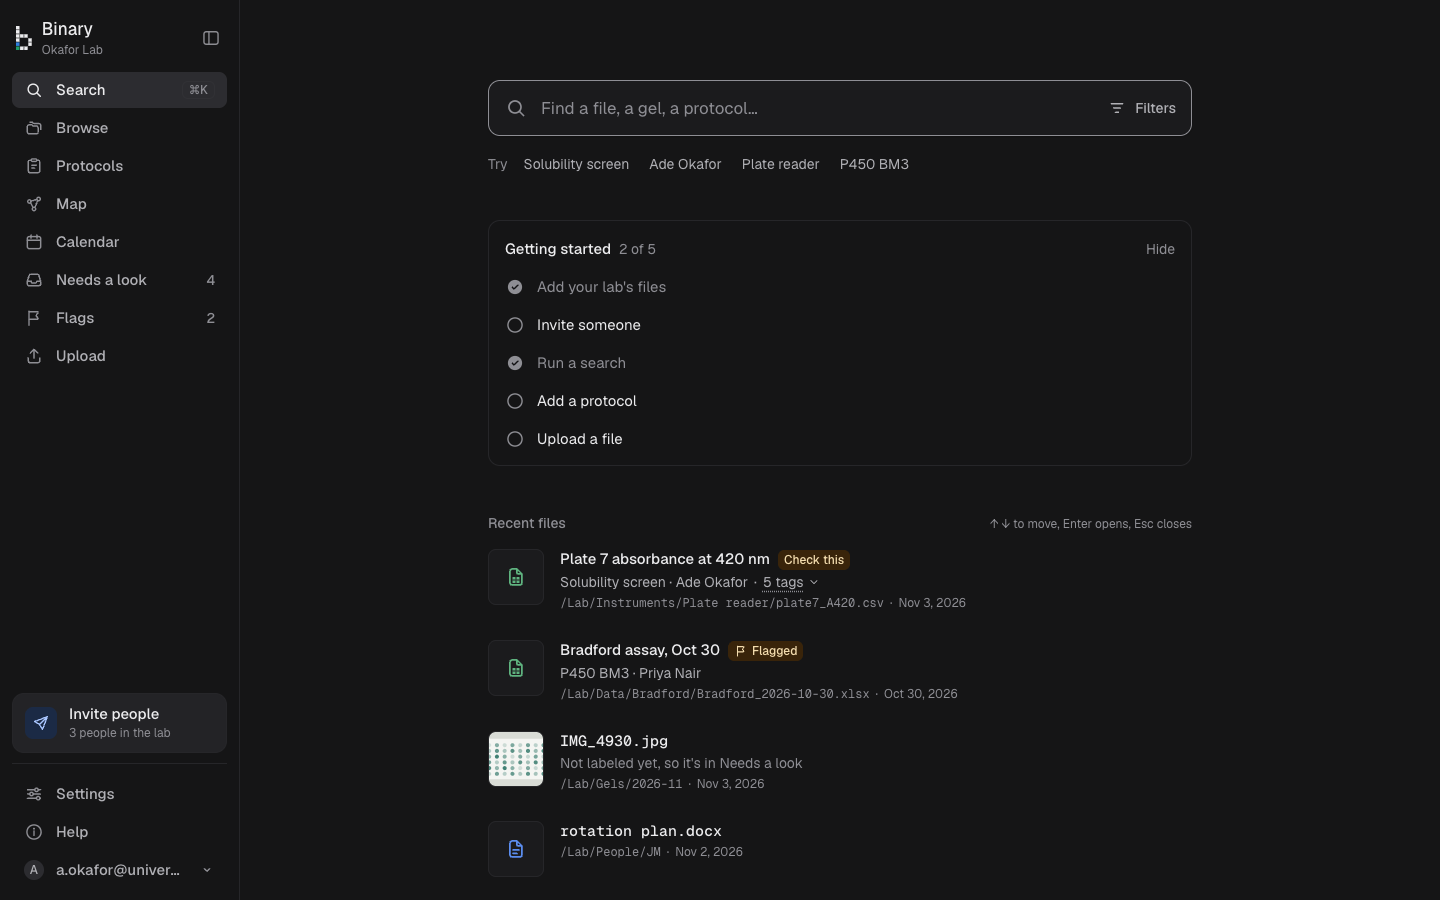 Binary
Okafor Lab
Search ⌘K
Browse
Protocols
Map
Calendar
Needs a look 4
Flags 2
Upload
Invite people
3 people in the lab
Settings
Help
A a.okafor@univer...
Find a file, a gel, a protocol... Filters
Try Solubility screen Ade Okafor Plate reader P450 BM3
Getting started 2 of 5 Hide
Add your lab's files
Invite someone
Run a search
Add a protocol
Upload a file
Recent files ↑↓ to move, Enter opens, Esc closes
Plate 7 absorbance at 420 nm Check this
Solubility screen · Ade Okafor · 5 tags
/Lab/Instruments/Plate reader/plate7_A420.csv · Nov 3, 2026
Bradford assay, Oct 30 Flagged
P450 BM3 · Priya Nair
/Lab/Data/Bradford/Bradford_2026-10-30.xlsx · Oct 30, 2026
IMG_4930.jpg
Not labeled yet, so it's in Needs a look
/Lab/Gels/2026-11 · Nov 3, 2026
rotation plan.docx
/Lab/People/JM · Nov 2, 2026